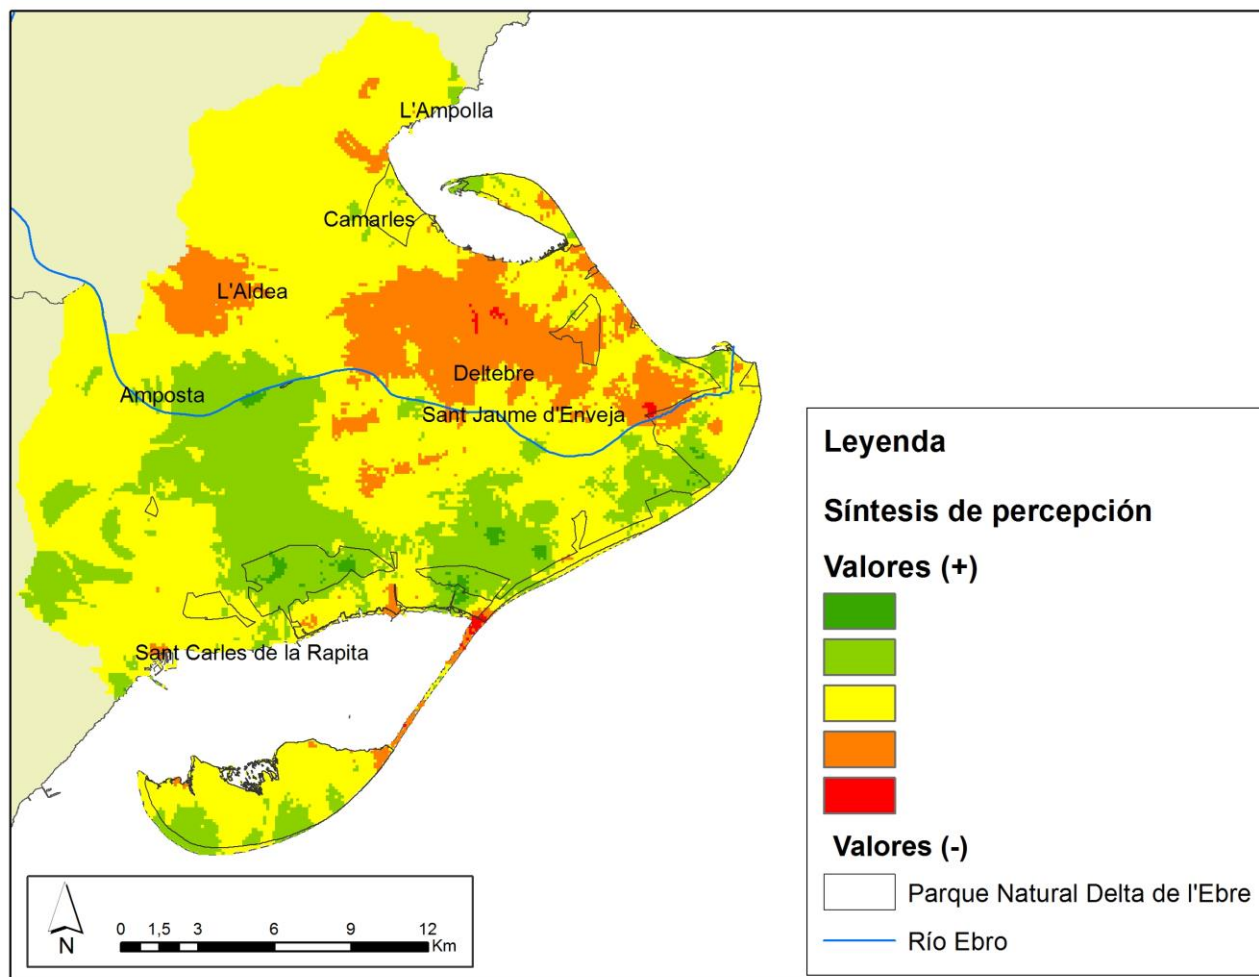 L'Ampolla
Camarles
L'Aldea
Deltebre
Amposta
Sant Jaume d'Enveja
Sant Carles de la Rapita
Leyenda
Síntesis de percepción
Valores (+)
Valores (-)
Parque Natural Delta de l'Ebre
Río Ebro
N
0 1,5 3 6 9 12
Km